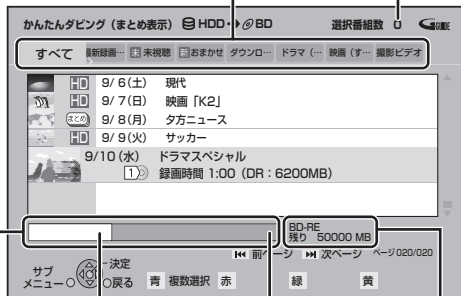 かんたんダビング（まとめ表示） HDD BD 選択番組数 0 GGUIDE
すべて 最新録画… 未 未視聴 新 おまかせ ダウンロ… ドラマ（… 映画（す… 撮影ビデオ
HD 9/ 6(土) 現代
HD 9/ 7(日) 映画「K2」
まとめ 9/ 8(月) 夕方ニュース
HD 9/ 9(火) サッカー
9/10(水) ドラマスペシャル
1 録画時間 1:00（DR：6200MB）
BD-RE
残り 50000 MB
前ページ 次ページ ページ020/020
サブメニュー 決定 戻る 青 複数選択 赤 緑 黄